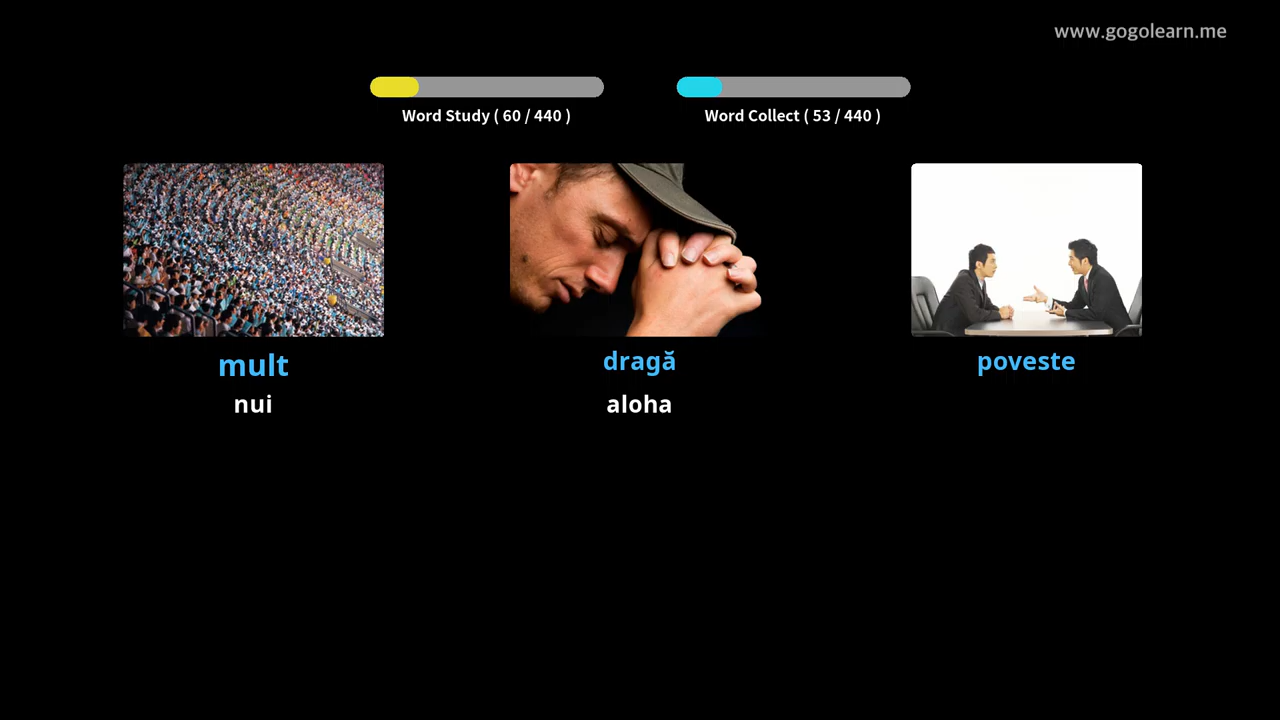 www.gogolearn.me
Word Study ( 60 / 440 )
Word Collect ( 53 / 440 )
mult
dragă
poveste
nui
aloha